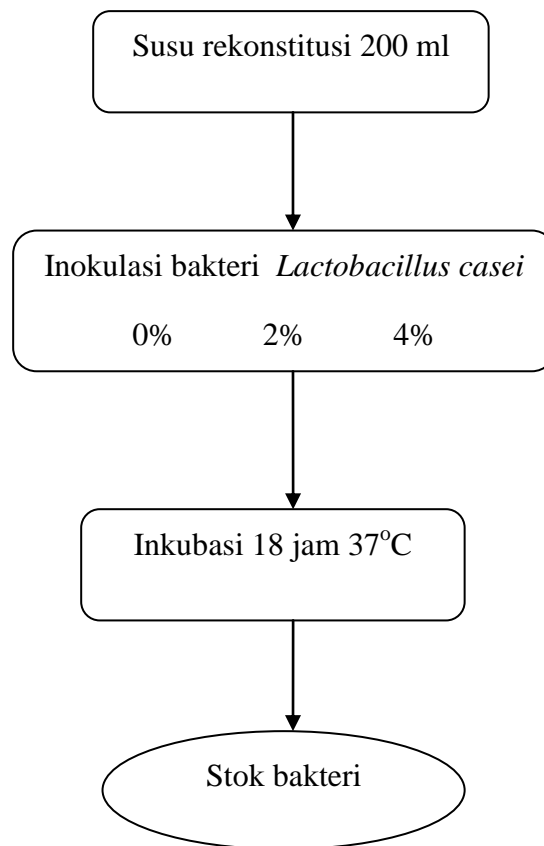 Susu rekonstitusi 200 ml
Inokulasi bakteri Lactobacillus casei
0% 2% 4%
Inkubasi 18 jam 37°C
Stok bakteri